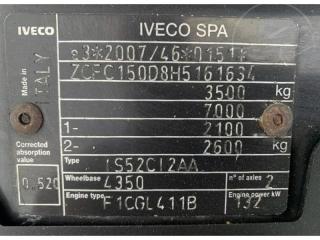 IVECO IVECO SPA
e3*2007/46*0151*
ZCFC150D8H5161634
Made in ITALY
3500 kg
7000
1- 2100
2- 2600 kg
Corrected absorption value
0.520
Type IS52CI2AA
Wheelbase 4350 n° of axles 2
Engine type F1CGL411B Engine power kW 132